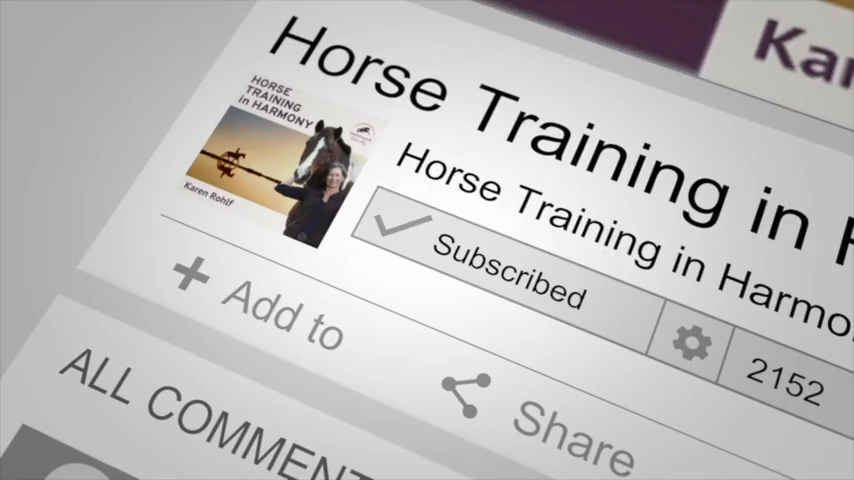 Kar
Horse Training in H
HORSE
TRAINING
in HARMONY
Karen Rohlf
Horse Training in Harmo
Subscribed
2152
Add to
Share
ALL COMMENT